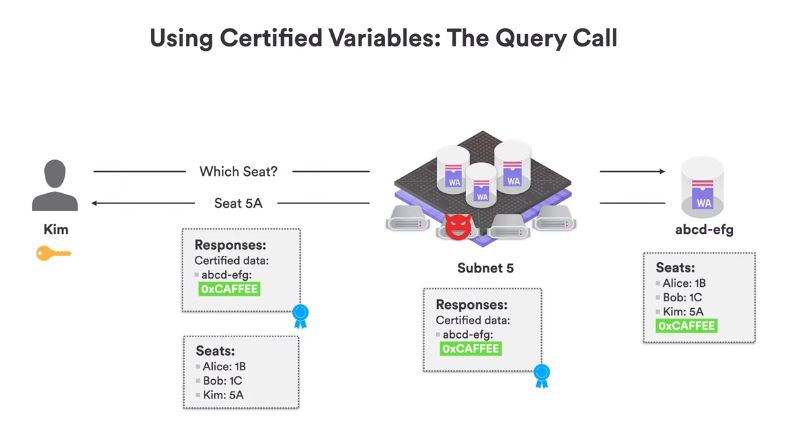 Using Certified Variables: The Query Call
Which Seat?
Seat 5A
Kim
Responses:
Certified data:
abcd-efg:
0xCAFFEE
Seats:
Alice: 1B
Bob: 1C
Kim: 5A
WA
WA
WA
Subnet 5
Responses:
Certified data:
abcd-efg:
0xCAFFEE
WA
abcd-efg
Seats:
Alice: 1B
Bob: 1C
Kim: 5A
0xCAFFEE